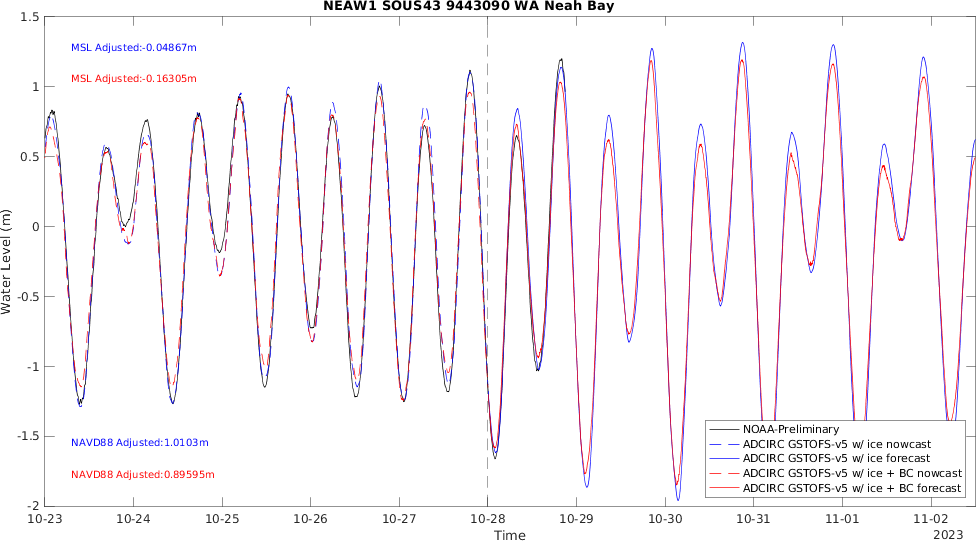 NEAW1 SOUS43 9443090 WA Neah Bay
1.5
MSL Adjusted:-0.04867m
MSL Adjusted:-0.16305m
1
0.5
0
-0.5
-1
-1.5
-2
Water Level (m)
NAVD88 Adjusted:1.0103m
NAVD88 Adjusted:0.89595m
NOAA-Preliminary
ADCIRC GSTOFS-v5 w/ ice nowcast
ADCIRC GSTOFS-v5 w/ ice forecast
ADCIRC GSTOFS-v5 w/ ice + BC nowcast
ADCIRC GSTOFS-v5 w/ ice + BC forecast
10-23 10-24 10-25 10-26 10-27 10-28 10-29 10-30 10-31 11-01 11-02
Time
2023